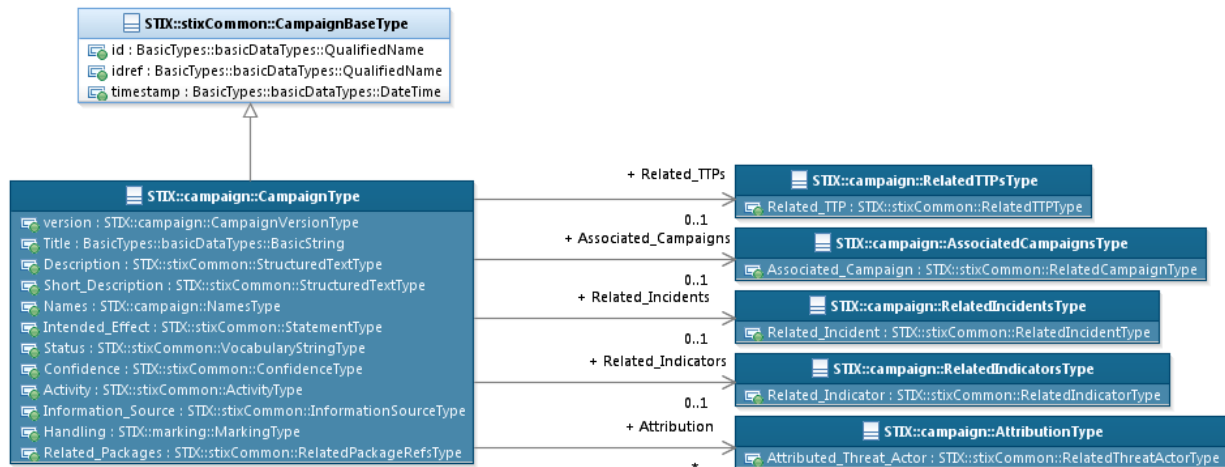 STIX::stixCommon::CampaignBaseType
id : BasicTypes::basicDataTypes::QualifiedName
idref : BasicTypes::basicDataTypes::QualifiedName
timestamp : BasicTypes::basicDataTypes::DateTime
STIX::campaign::CampaignType
version : STIX::campaign::CampaignVersionType
Title : BasicTypes::basicDataTypes::BasicString
Description : STIX::stixCommon::StructuredTextType
Short_Description : STIX::stixCommon::StructuredTextType
Names : STIX::campaign::NamesType
Intended_Effect : STIX::stixCommon::StatementType
Status : STIX::stixCommon::VocabularyStringType
Confidence : STIX::stixCommon::ConfidenceType
Activity : STIX::stixCommon::ActivityType
Information_Source : STIX::stixCommon::InformationSourceType
Handling : STIX::marking::MarkingType
Related_Packages : STIX::stixCommon::RelatedPackageRefsType
+ Related_TTPs
0..1
+ Associated_Campaigns
0..1
+ Related_Incidents
0..1
+ Related_Indicators
0..1
+ Attribution
*
STIX::campaign::RelatedTTPsType
Related_TTP : STIX::stixCommon::RelatedTTPType
STIX::campaign::AssociatedCampaignsType
Associated_Campaign : STIX::stixCommon::RelatedCampaignType
STIX::campaign::RelatedIncidentsType
Related_Incident : STIX::stixCommon::RelatedIncidentType
STIX::campaign::RelatedIndicatorsType
Related_Indicator : STIX::stixCommon::RelatedIndicatorType
STIX::campaign::AttributionType
Attributed_Threat_Actor : STIX::stixCommon::RelatedThreatActorType